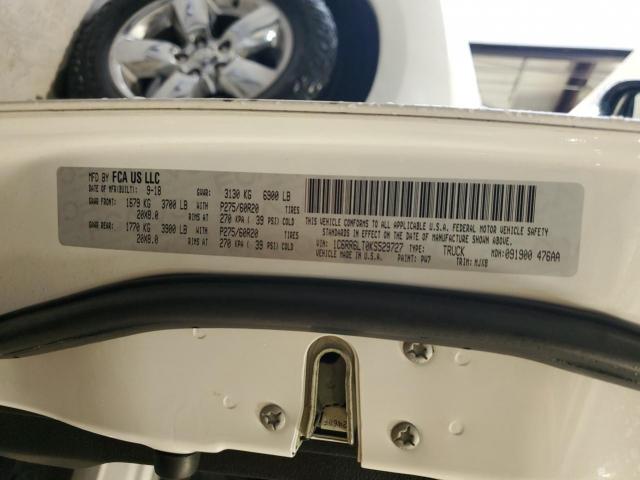 MFD BY FCA US LLC
DATE OF MFR(BUILT): 9-18 GVWR: 3130 KG 6900 LB
GAWR FRONT: 1679 KG 3700 LB WITH P275/60R20 TIRES
20X8.0 RIMS AT 270 KPA ( 39 PSI) COLD
GAWR REAR: 1770 KG 3900 LB WITH P275/60R20 TIRES
20X8.0 RIMS AT 270 KPA ( 39 PSI) COLD
THIS VEHICLE CONFORMS TO ALL APPLICABLE U.S.A. FEDERAL MOTOR VEHICLE SAFETY
STANDARDS IN EFFECT ON THE DATE OF MANUFACTURE SHOWN ABOVE.
VIN: 1C6RR6LT0KS529727 TYPE: TRUCK MDH: 091900 476AA
VEHICLE MADE IN U.S.A. PAINT: PW7 TRIM: MJX8